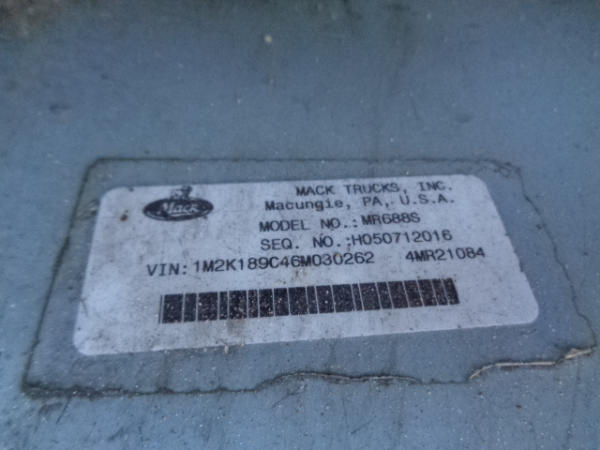 MACK TRUCKS, INC.
Mack
Macungie, PA, U.S.A.
MODEL NO.:MR688S
SEQ. NO.:H050712016
VIN:1M2K189C46M030262 4MR21084